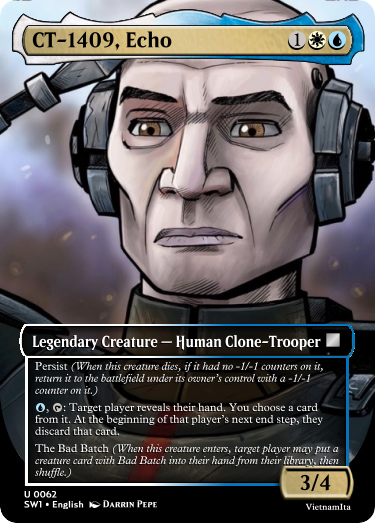 CT-1409, Echo 1
Legendary Creature — Human Clone-Trooper
Persist (When this creature dies, if it had no -1/-1 counters on it,
return it to the battlefield under its owner's control with a -1/-1
counter on it.)
, : Target player reveals their hand. You choose a card
from it. At the beginning of that player's next end step, they
discard that card.
The Bad Batch (When this creature enters, target player may put a
creature card with Bad Batch into their hand from their library, then
shuffle.)
3/4
U 0062
SW1 • English DARRIN PEPE
VietnamIta